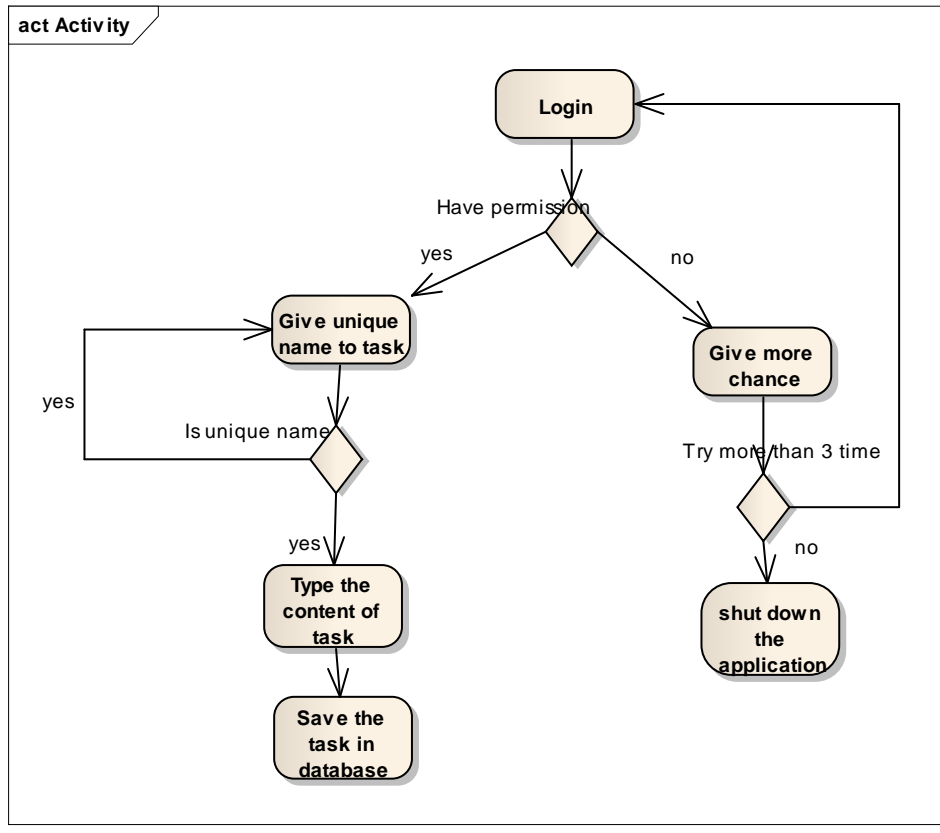 act Activity
Login
Have permission
yes
no
Give unique
name to task
Give more
chance
yes
Is unique name
Try more than 3 time
yes
no
Type the
content of
task
shut down
the
application
Save the
task in
database